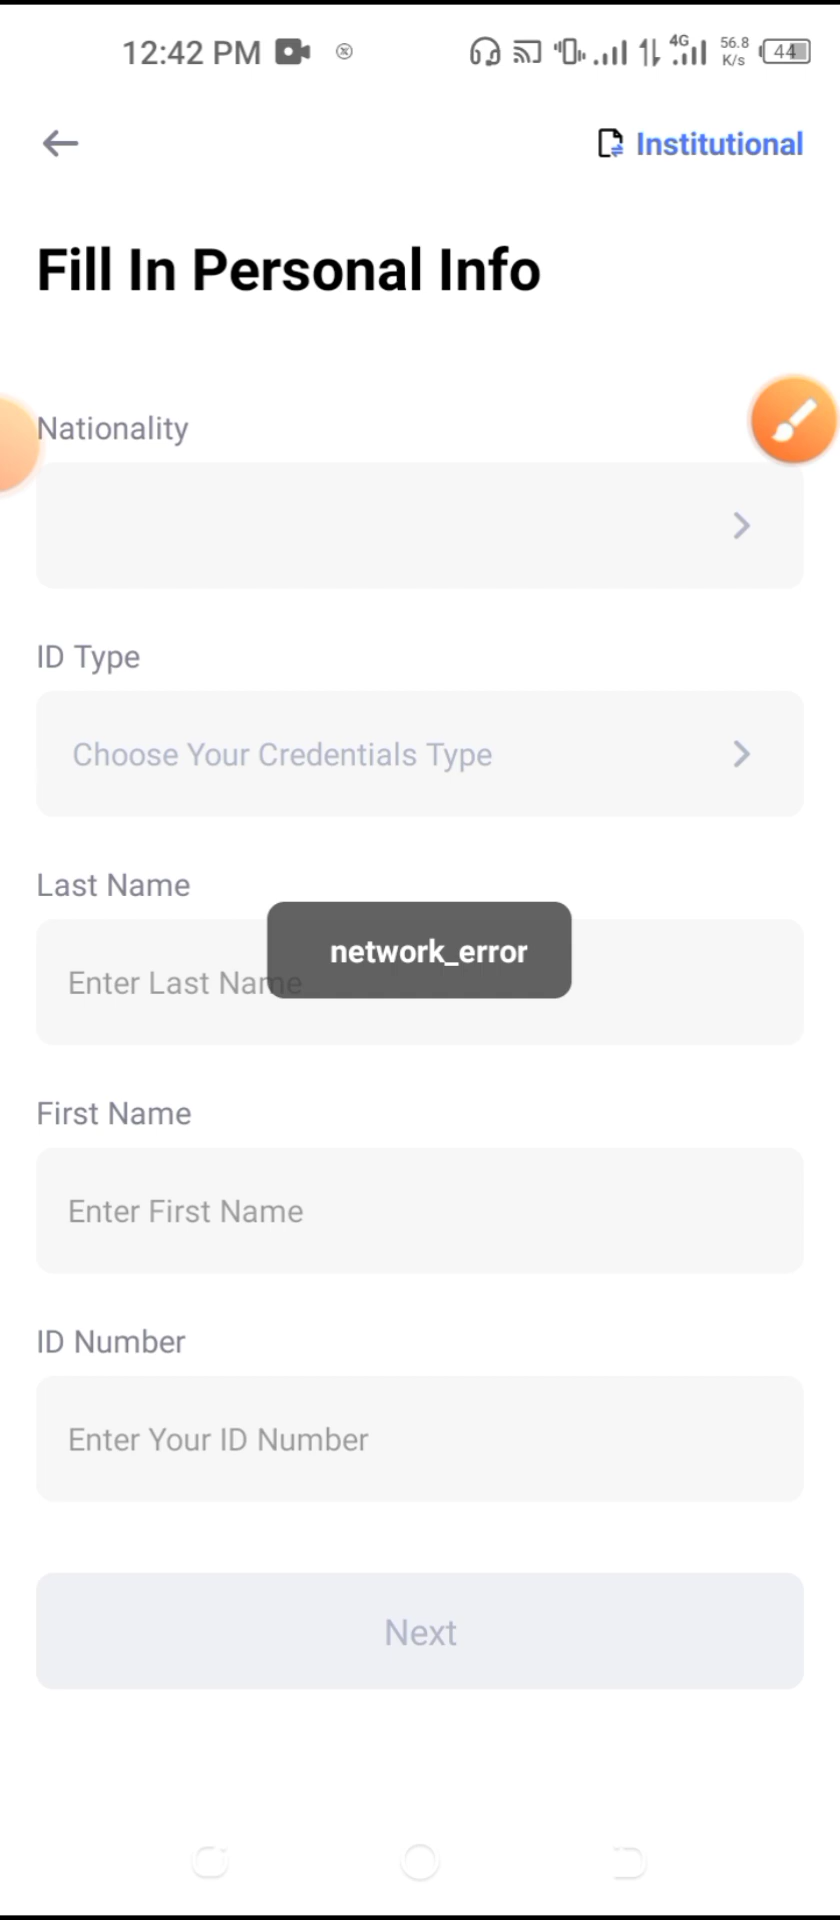 12:42 PM
4G
56.8
K/s
44
Institutional
Fill In Personal Info
Nationality
ID Type
Choose Your Credentials Type
Last Name
network_error
Enter Last Name
First Name
Enter First Name
ID Number
Enter Your ID Number
Next